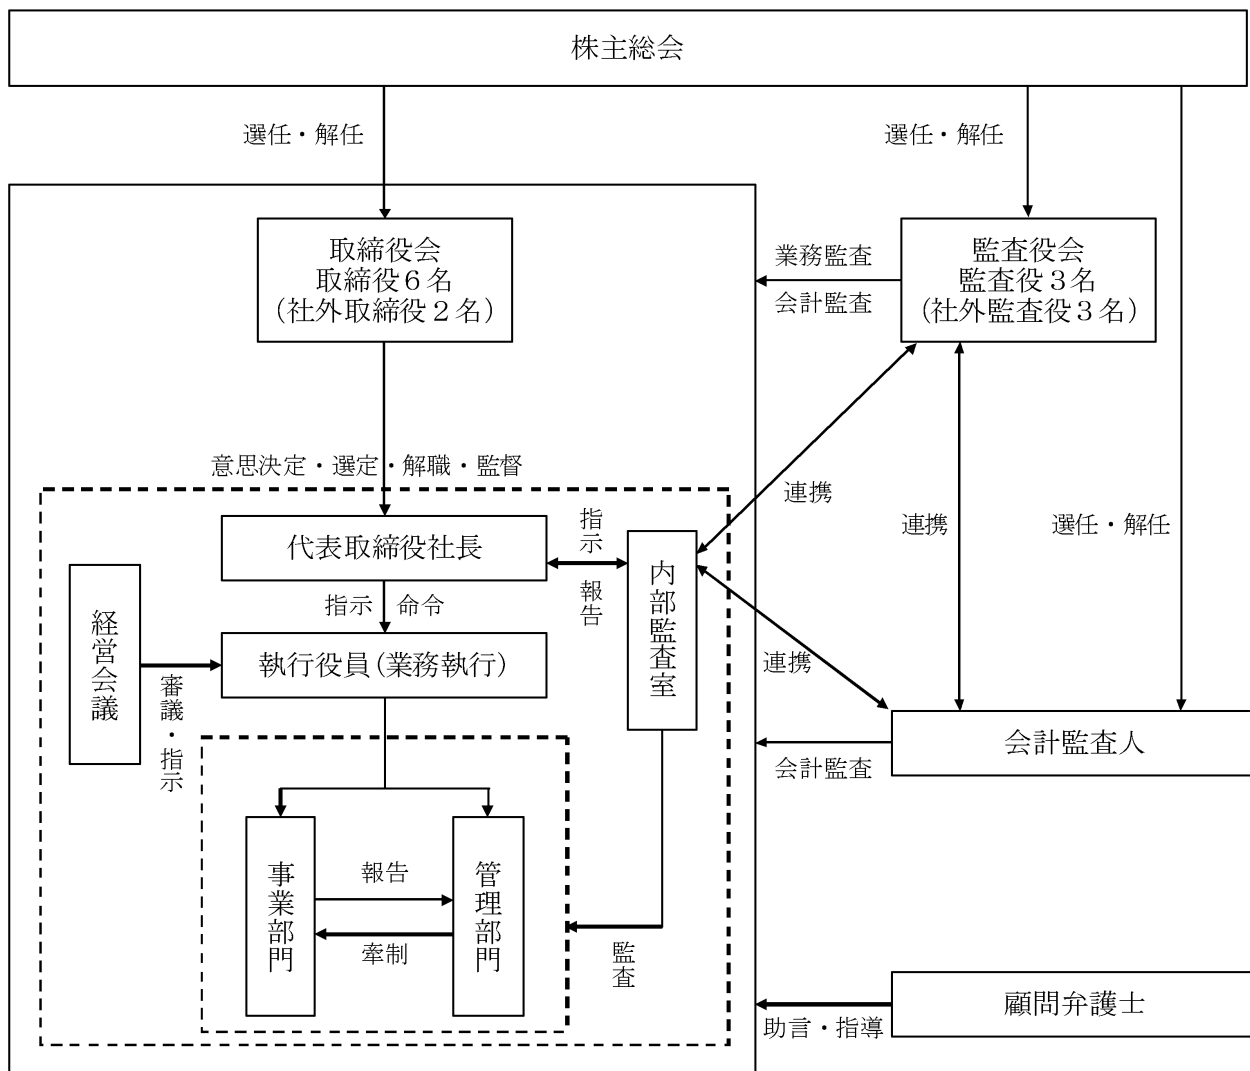 株主総会
選任・解任
選任・解任
取締役会
取締役６名
（社外取締役２名）
業務監査
会計監査
監査役会
監査役３名
（社外監査役３名）
意思決定・選定・解職・監督
連携
連携
選任・解任
代表取締役社長
指示
報告
内部監査室
指示 命令
経営会議
審議・指示
執行役員（業務執行）
連携
会計監査人
会計監査
事業部門
報告
牽制
管理部門
監査
顧問弁護士
助言・指導